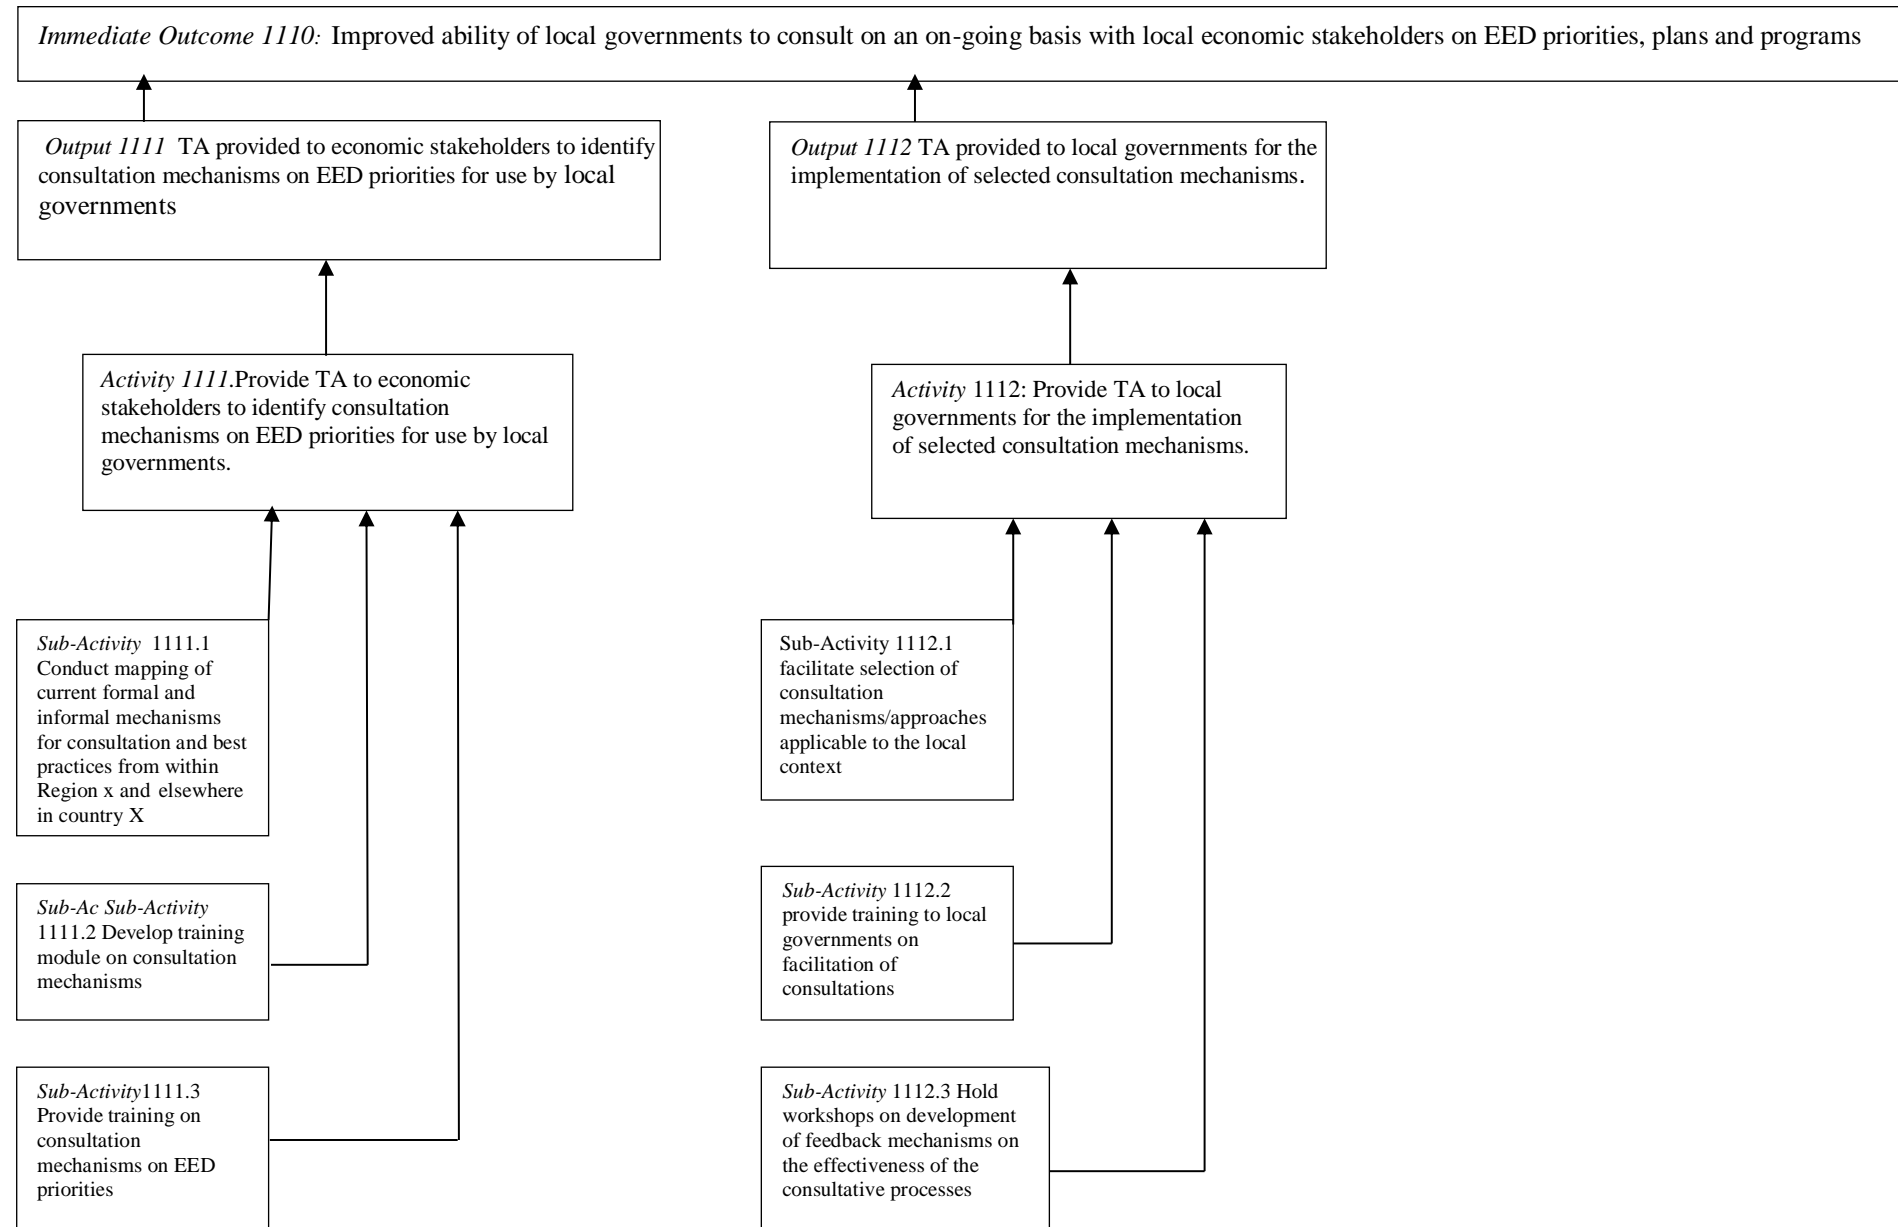 Immediate Outcome 1110: Improved ability of local governments to consult on an on-going basis with local economic stakeholders on EED priorities, plans and programs
Output 1111 TA provided to economic stakeholders to identify
consultation mechanisms on EED priorities for use by local
governments
Output 1112 TA provided to local governments for the
implementation of selected consultation mechanisms.
Activity 1111.Provide TA to economic
stakeholders to identify consultation
mechanisms on EED priorities for use by local
governments.
Activity 1112: Provide TA to local
governments for the implementation
of selected consultation mechanisms.
Sub-Activity 1111.1
Conduct mapping of
current formal and
informal mechanisms
for consultation and best
practices from within
Region x and elsewhere
in country X
Sub-Activity 1112.1
facilitate selection of
consultation
mechanisms/approaches
applicable to the local
context
Sub-Ac Sub-Activity
1111.2 Develop training
module on consultation
mechanisms
Sub-Activity 1112.2
provide training to local
governments on
facilitation of
consultations
Sub-Activity1111.3
Provide training on
consultation
mechanisms on EED
priorities
Sub-Activity 1112.3 Hold
workshops on development
of feedback mechanisms on
the effectiveness of the
consultative processes